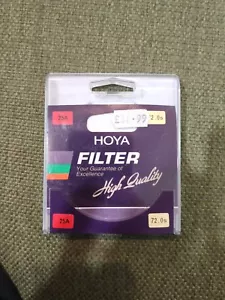 HOYA
25A
72.0s
FILTER
Your Guarantee of
Excellence
High Quality
25A
72.0s